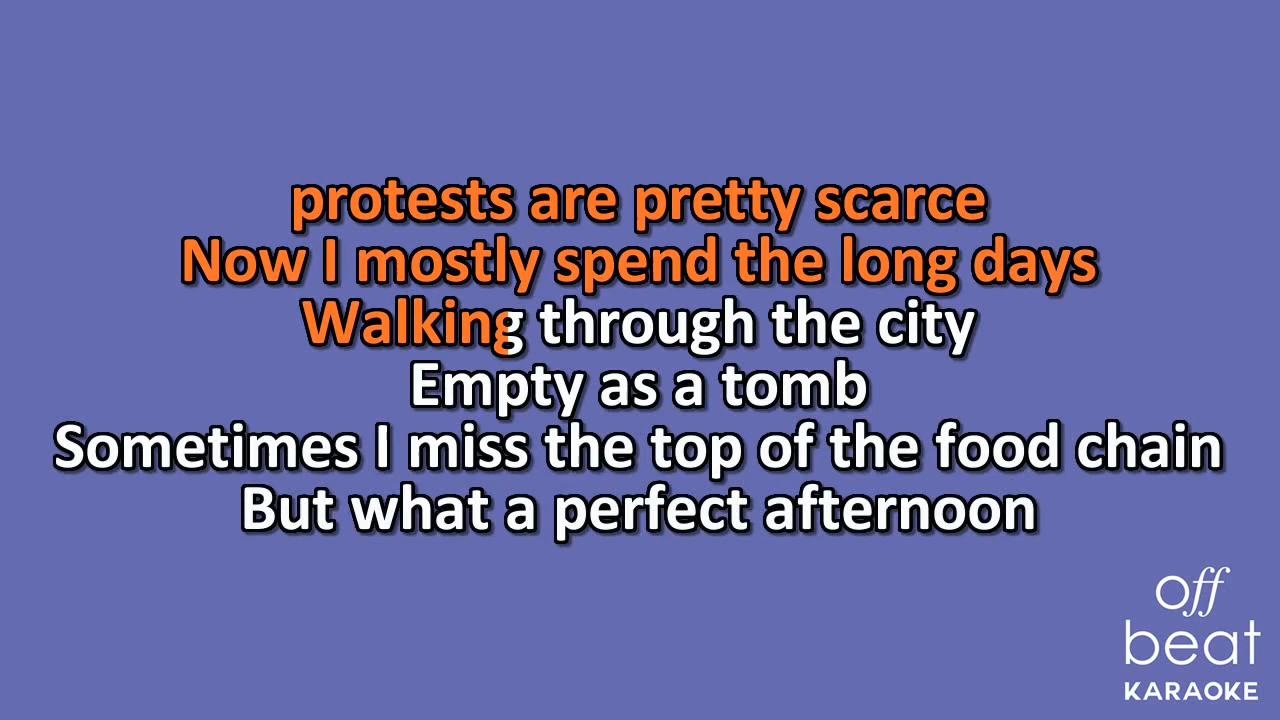 protests are pretty scarce
Now I mostly spend the long days
Walking through the city
Empty as a tomb
Sometimes I miss the top of the food chain
But what a perfect afternoon
off
beat
KARAOKE